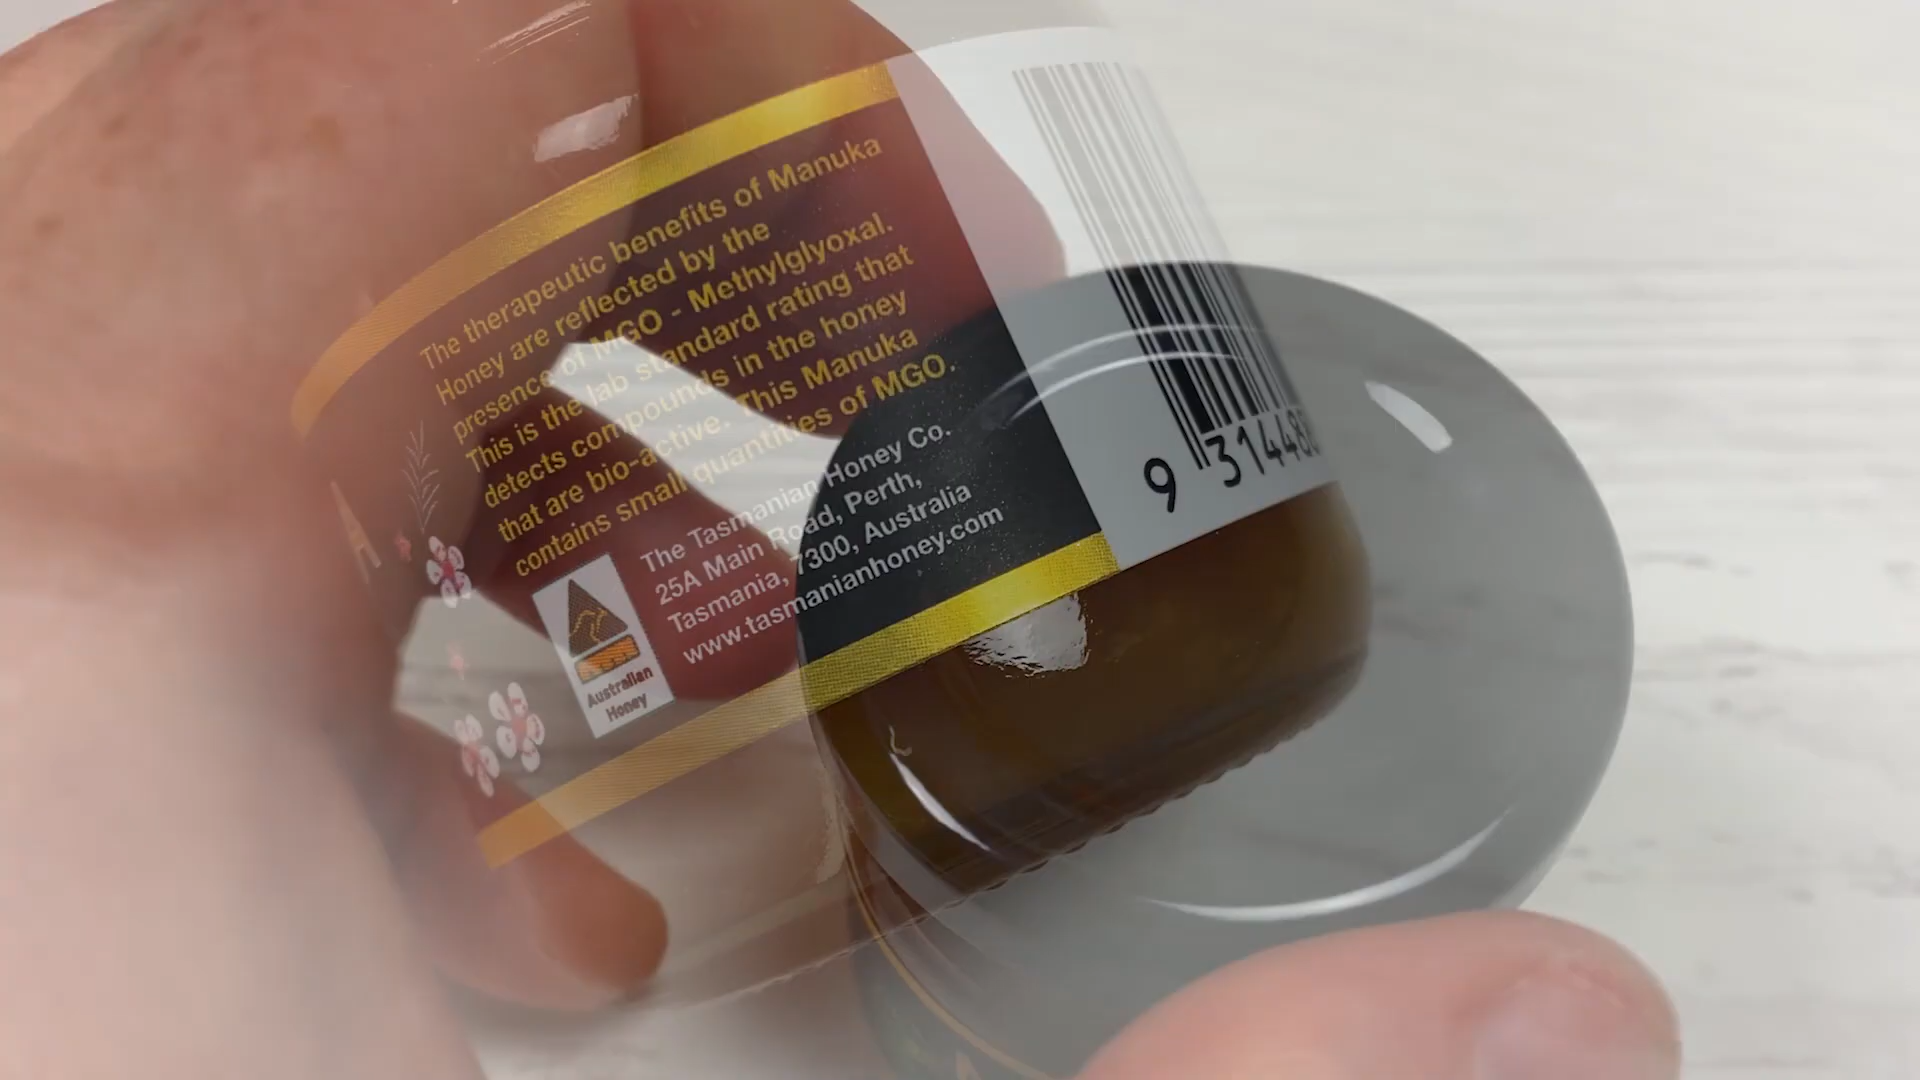 The therapeutic benefits of Manuka
Honey are reflected by the
presence of MGO - Methylglyoxal.
This is the lab standard rating that
detects compounds in the honey
that are bio-active. This Manuka
contains small quantities of MGO.
The Tasmanian Honey Co.
25A Main Road, Perth,
Tasmania, 7300, Australia
www.tasmanianhoney.com
Australian
Honey
9 31448